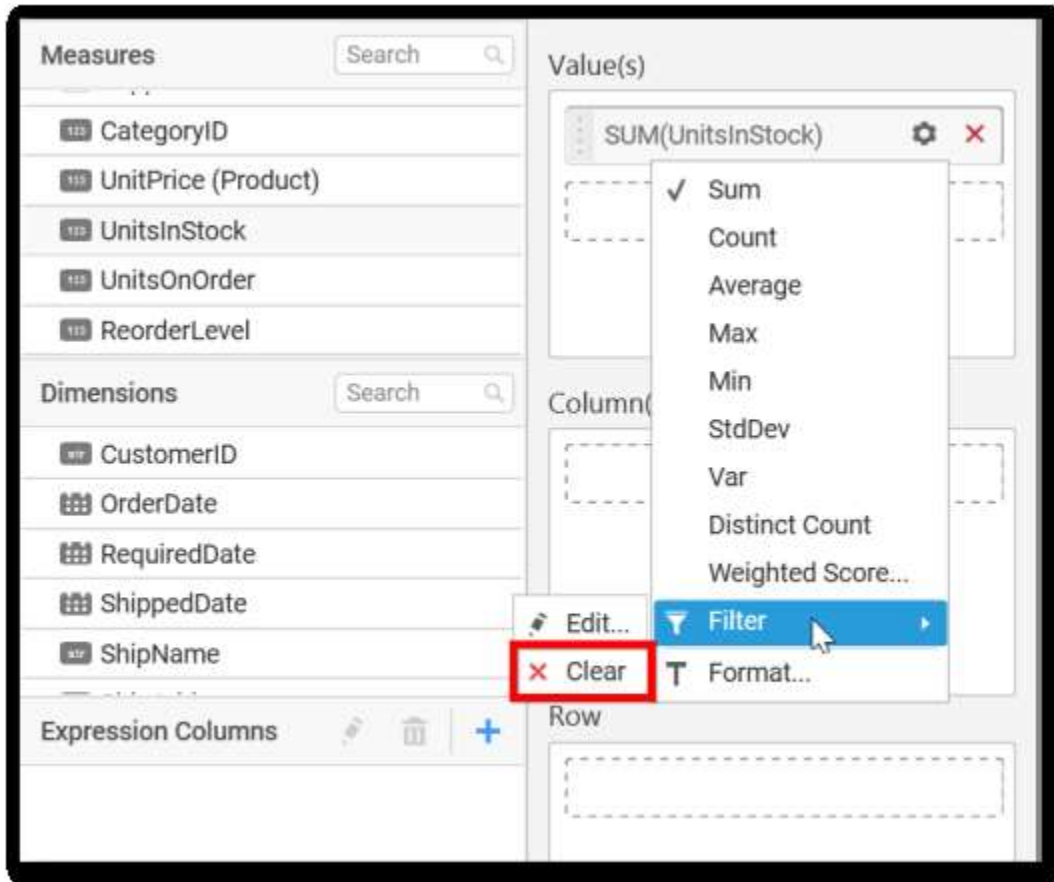 Measures
Search
CategoryID
UnitPrice (Product)
UnitsInStock
UnitsOnOrder
ReorderLevel
Dimensions
Search
CustomerID
OrderDate
RequiredDate
ShippedDate
ShipName
Expression Columns
Value(s)
SUM(UnitsInStock)
Sum
Count
Average
Max
Min
StdDev
Var
Distinct Count
Weighted Score...
Filter
Format...
Edit...
Clear
Column(
Row